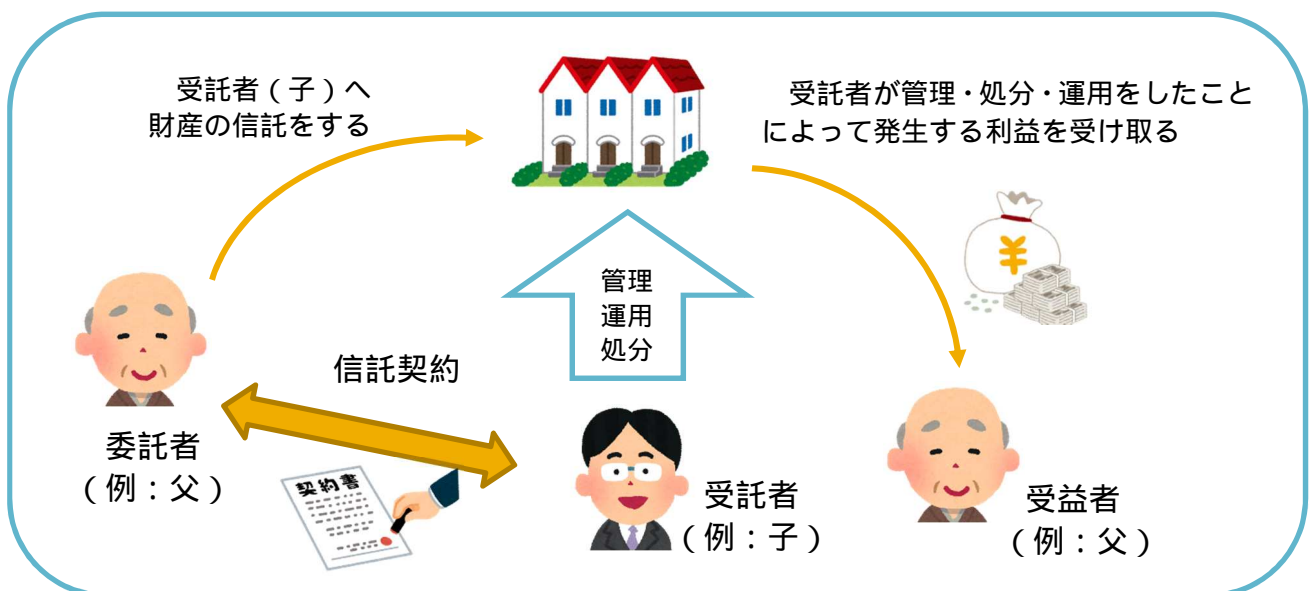 受託者（子）へ
財産の信託をする
受託者が管理・処分・運用をしたこと
によって発生する利益を受け取る
¥
管理
運用
処分
信託契約
契約書
委託者
（例：父）
受託者
（例：子）
受益者
（例：父）